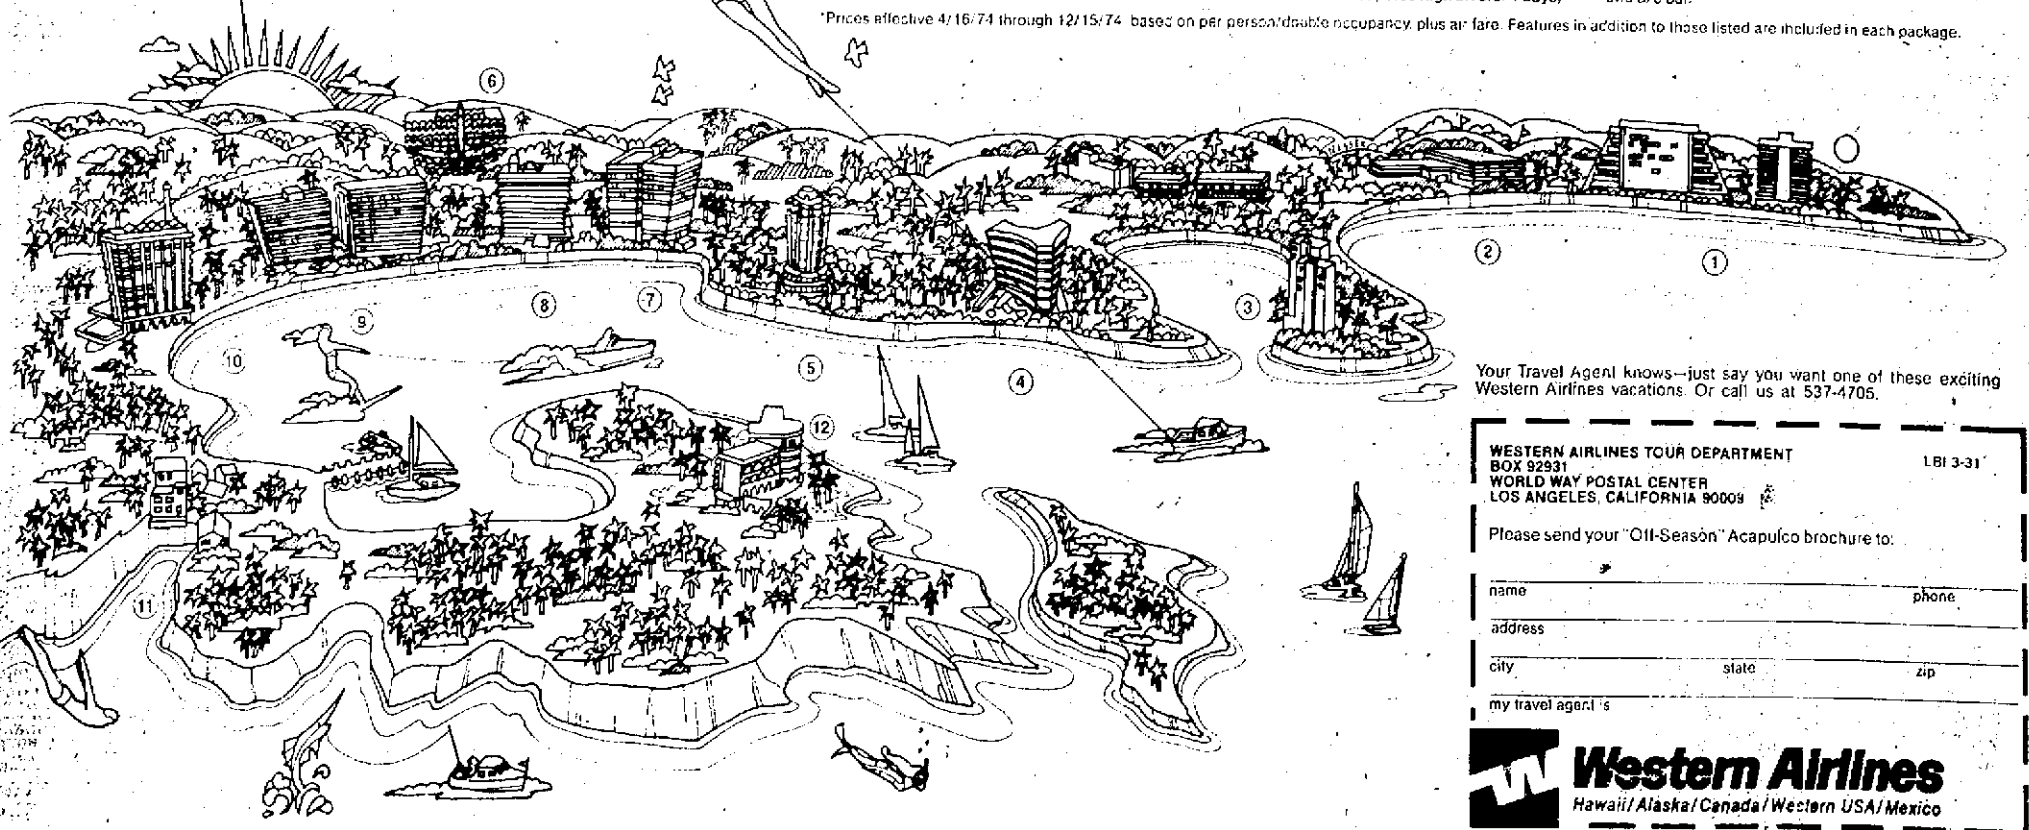 *Prices effective 4/16/74 through 12/15/74 based on per person/double occupancy, plus air fare. Features in addition to those listed are included in each package.
6
2
1
3
7
8
9
10
5
4
12
11
Your Travel Agent knows—just say you want one of these exciting
Western Airlines vacations. Or call us at 537-4705.
WESTERN AIRLINES TOUR DEPARTMENT
LBI 3-31
BOX 92931
WORLD WAY POSTAL CENTER
LOS ANGELES, CALIFORNIA 90009
Please send your "Off-Season" Acapulco brochure to:
name phone
address
city state zip
my travel agent is
Western Airlines
Hawaii/Alaska/Canada/Western USA/Mexico